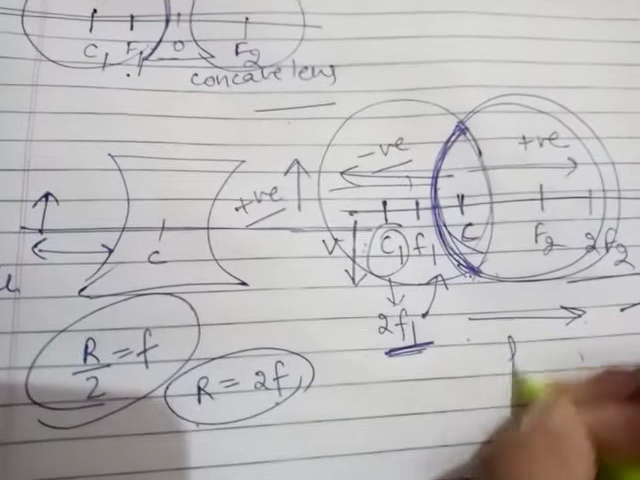 C1 F1 O F2
concave lens
-ve +ve
+ve
C
C1 f1 C F2 2F2
V
2f1
R/2 = f
R = 2f